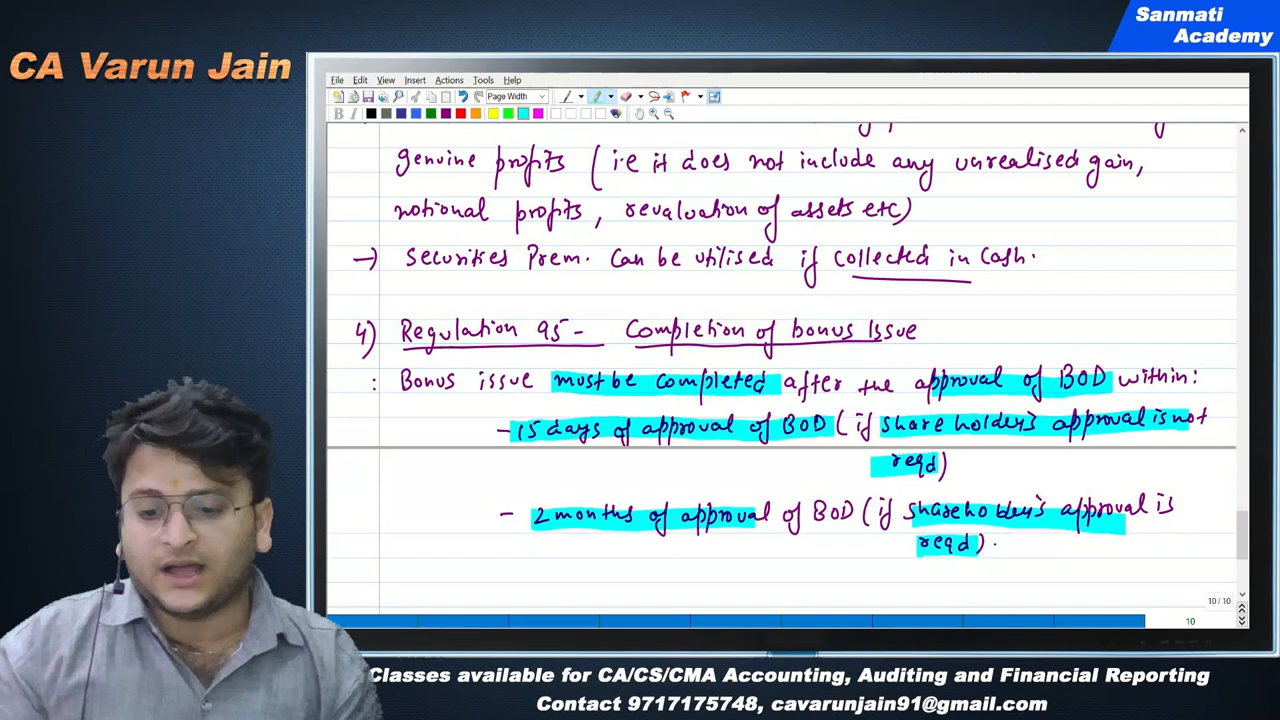 Sanmati
Academy
CA Varun Jain
File Edit View Insert Actions Tools Help
Page Width
B I
genuine profits (i.e it does not include any unrealised gain,
notional profits, revaluation of assets etc)
→ Securities Prem. Can be utilised if collected in Cash.
4) Regulation 95 - Completion of bonus Issue
: Bonus issue must be completed after the approval of BOD within:
- 15 days of approval of BOD (if shareholder's approval is not
reqd)
- 2 months of approval of BOD (if shareholder's approval is
reqd).
10 / 10
10
Classes available for CA/CS/CMA Accounting, Auditing and Financial Reporting
Contact 9717175748, cavarunjain91@gmail.com